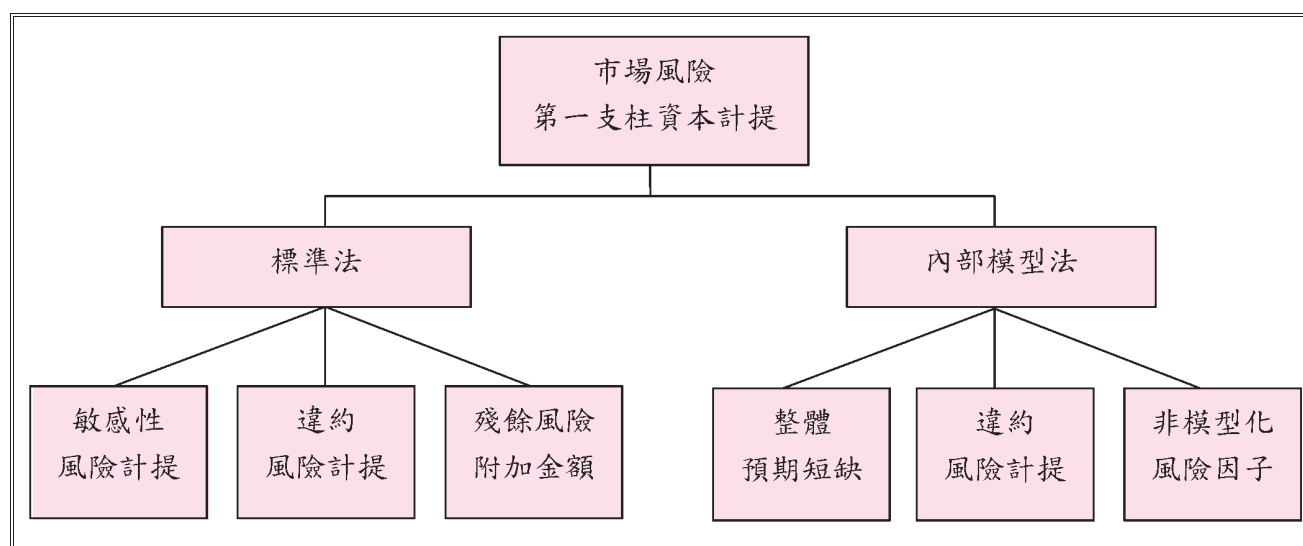 市場風險
第一支柱資本計提
標準法
內部模型法
敏感性
風險計提
違約
風險計提
殘餘風險
附加金額
整體
預期短缺
違約
風險計提
非模型化
風險因子